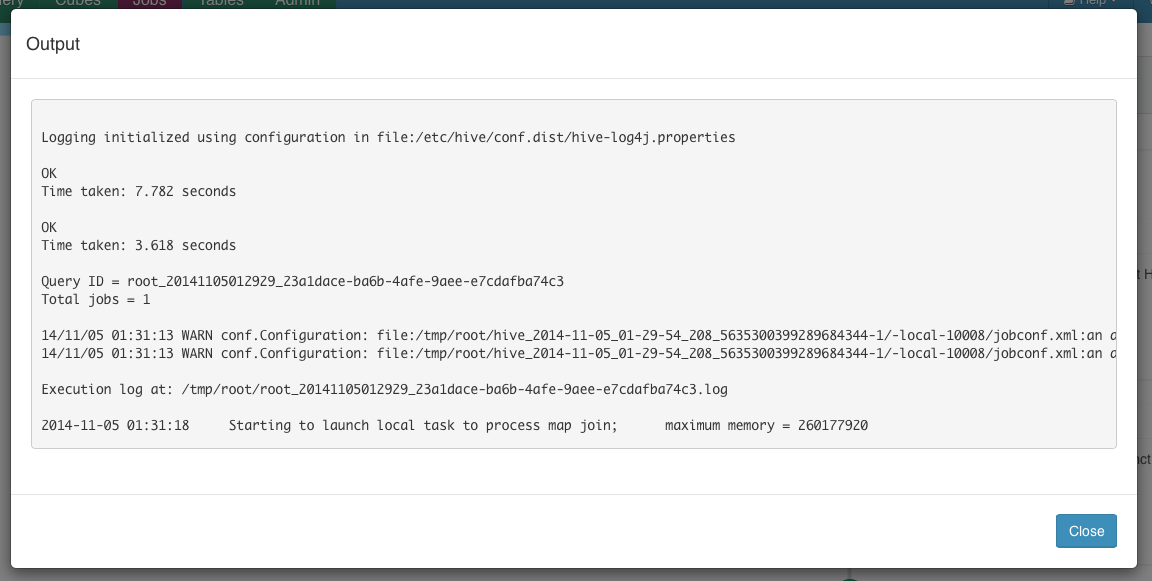 Cubes
Jobs
Tables
Admin
Help
Output
Logging initialized using configuration in file:/etc/hive/conf.dist/hive-log4j.properties
OK
Time taken: 7.782 seconds
OK
Time taken: 3.618 seconds
Query ID = root_20141105012929_23a1dace-ba6b-4afe-9aee-e7cdafba74c3
Total jobs = 1
14/11/05 01:31:13 WARN conf.Configuration: file:/tmp/root/hive_2014-11-05_01-29-54_208_5635300399289684344-1/-local-10008/jobconf.xml:an
14/11/05 01:31:13 WARN conf.Configuration: file:/tmp/root/hive_2014-11-05_01-29-54_208_5635300399289684344-1/-local-10008/jobconf.xml:an
Execution log at: /tmp/root/root_20141105012929_23a1dace-ba6b-4afe-9aee-e7cdafba74c3.log
2014-11-05 01:31:18 Starting to launch local task to process map join; maximum memory = 260177920
Close